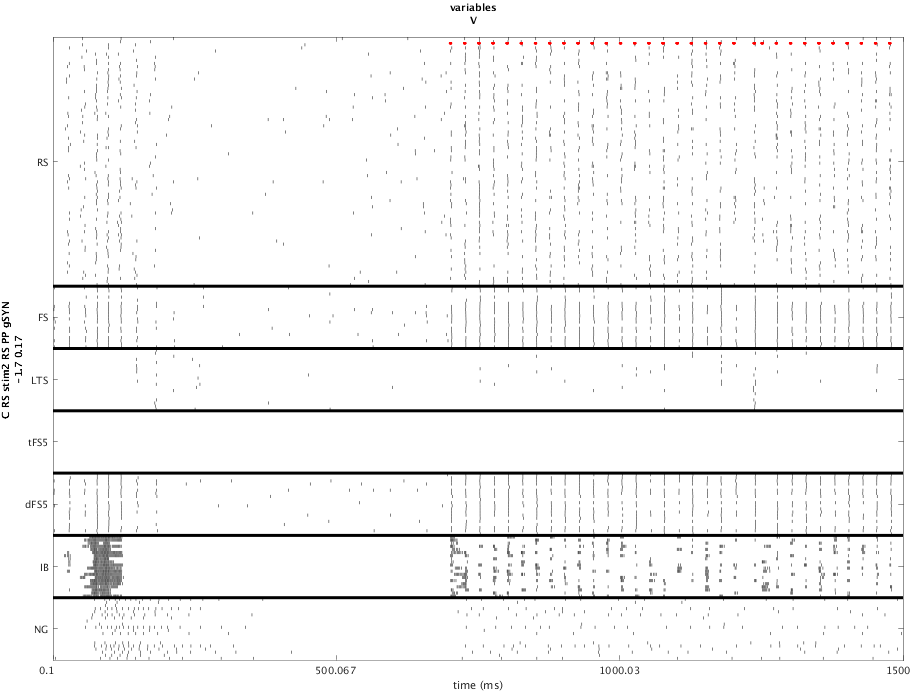 variables
V
RS
FS
LTS
tFS5
dFS5
IB
NG
C RS stim2 RS PP gSYN
-1.7 0.17
0.1
500.067
1000.03
1500
time (ms)